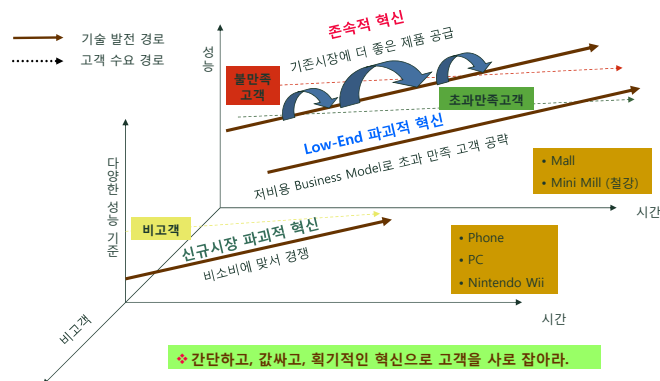 기술 발전 경로
고객 수요 경로
성능
존속적 혁신
기존시장에 더 좋은 제품 공급
불만족
고객
초과만족고객
Low-End 파괴적 혁신
저비용 Business Model로 초과 만족 고객 공략
• Mall
• Mini Mill (철강)
시간
다양한 성능 기준
비고객
신규시장 파괴적 혁신
비소비에 맞서 경쟁
• Phone
• PC
• Nintendo Wii
시간
비고객
❖ 간단하고, 값싸고, 획기적인 혁신으로 고객을 사로 잡아라.